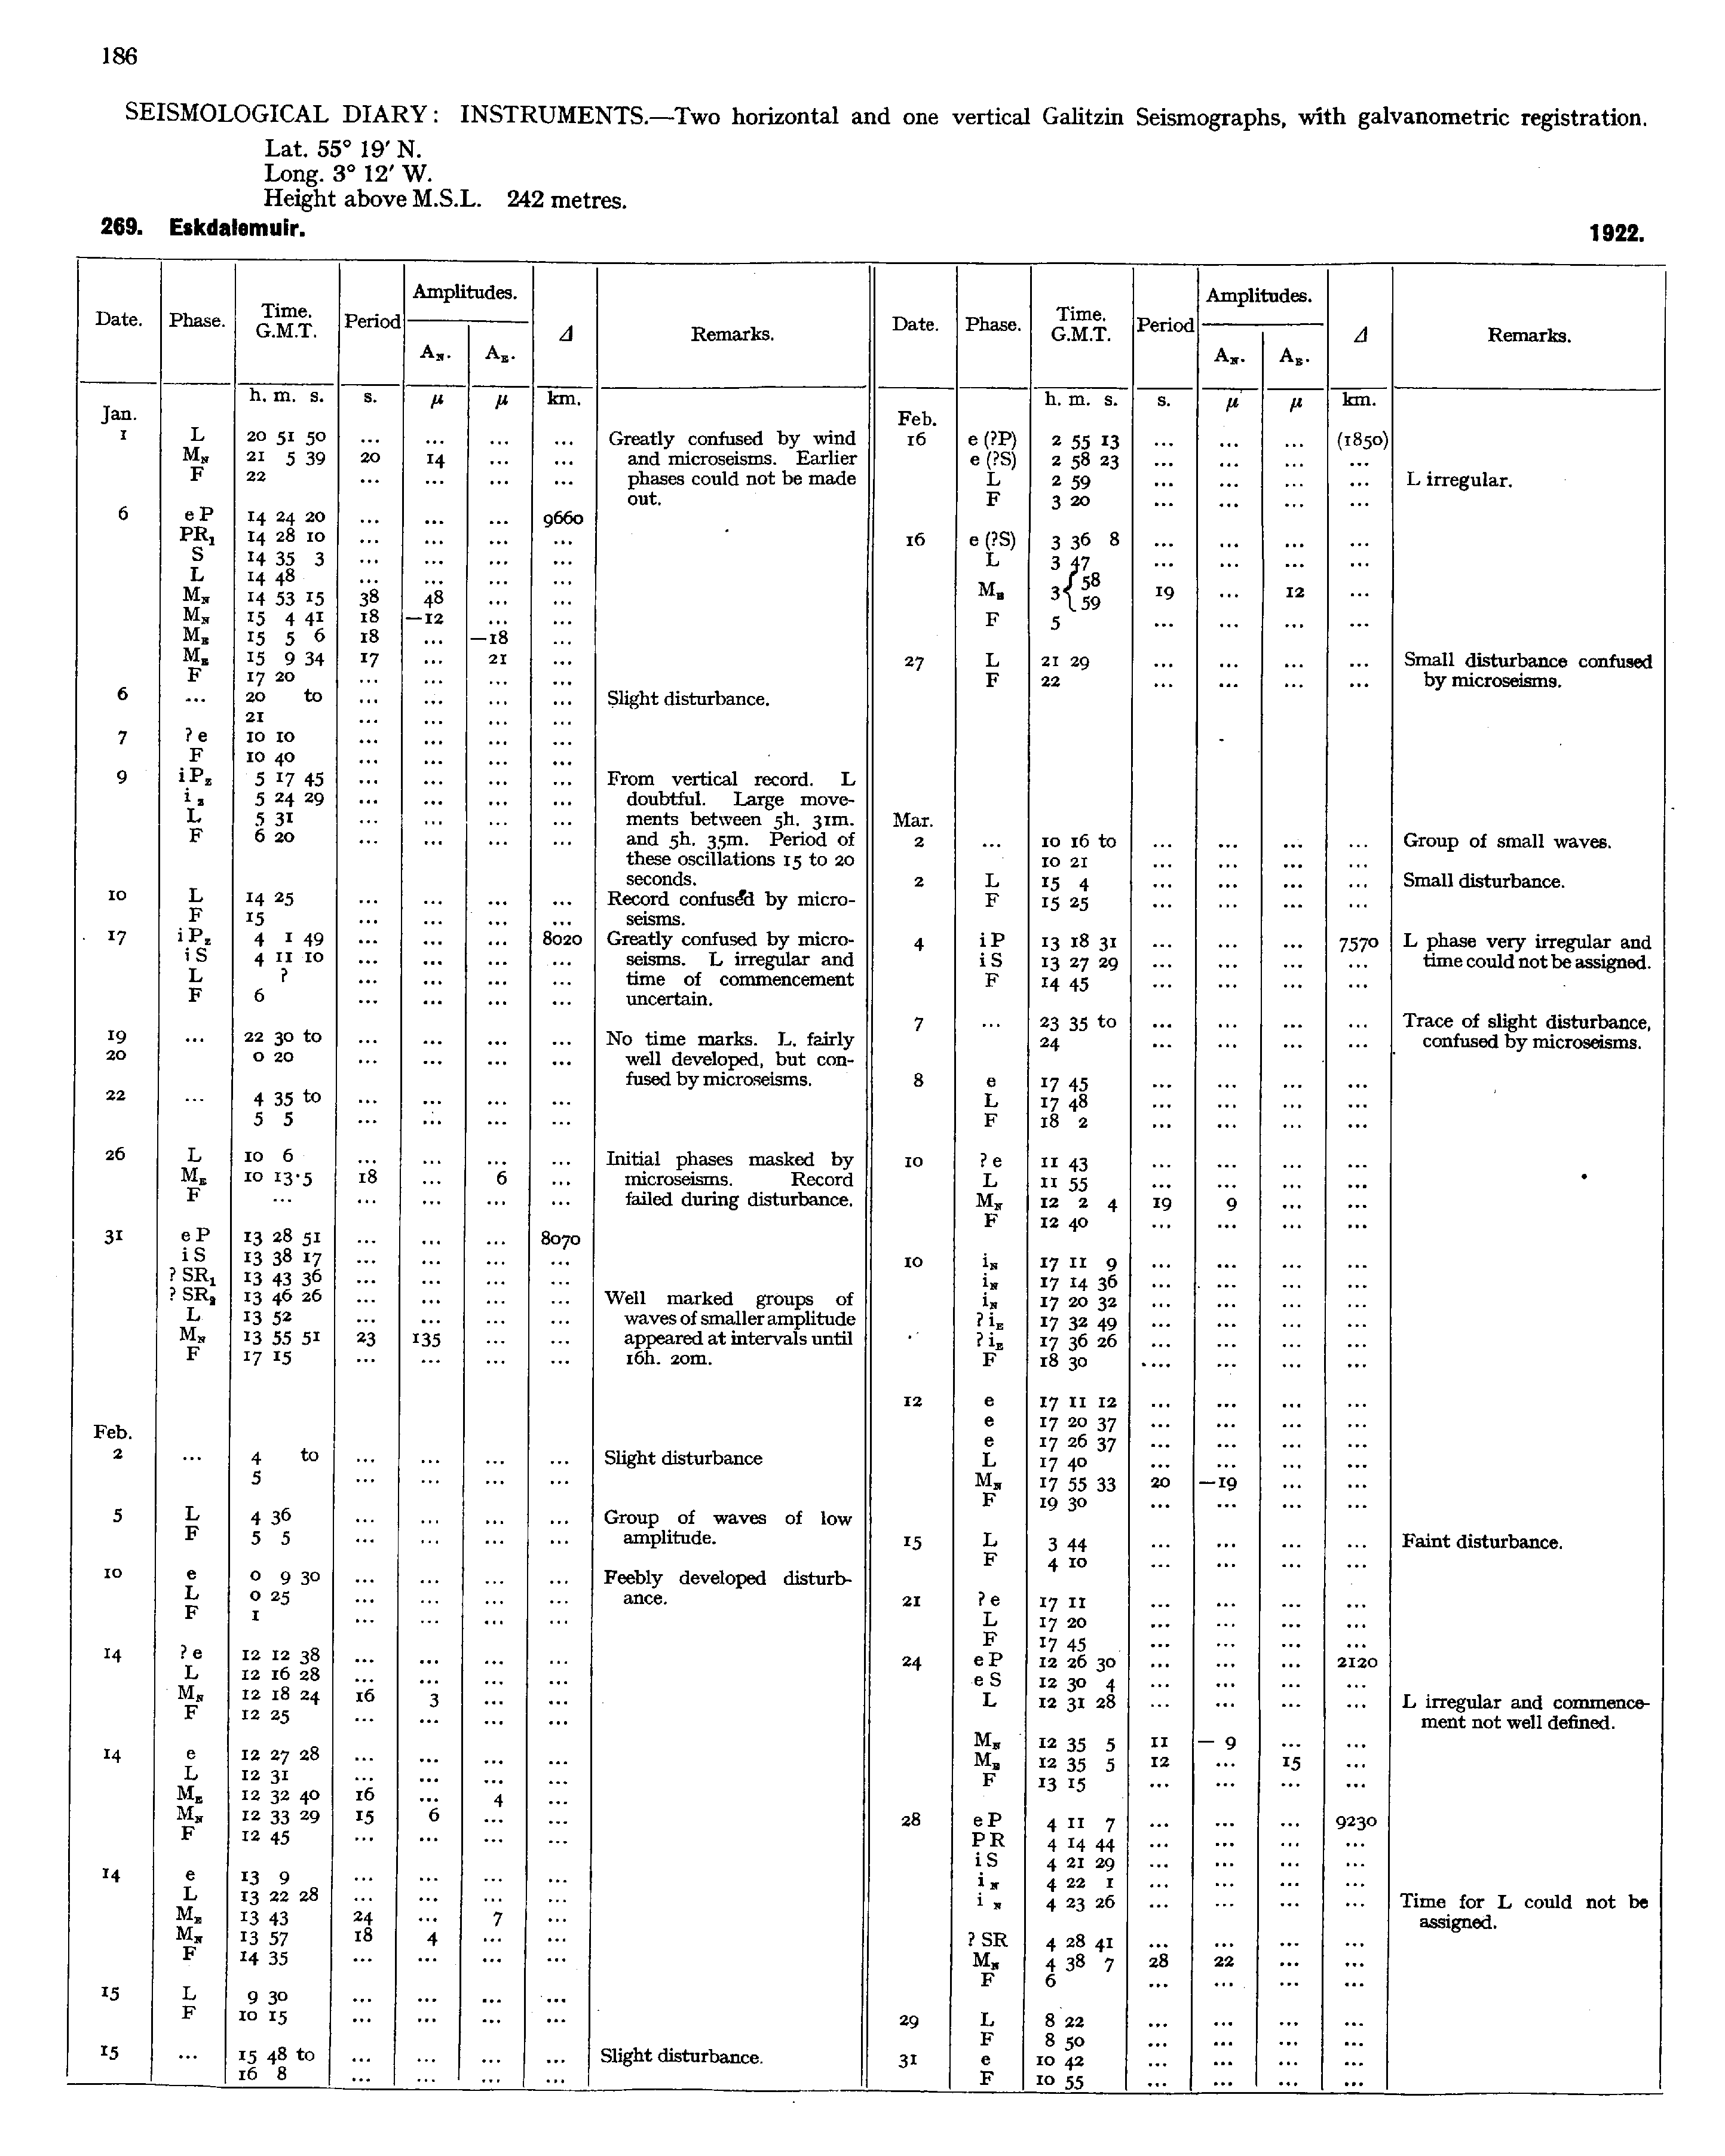 186
SEISMOLOGICAL DIARY: INSTRUMENTS.—Two horizontal and one vertical Galitzin Seismographs, with galvanometric registration.
Lat. 55° 19′ N.
Long. 3° 12′ W.
Height above M.S.L. 242 metres.
269. Eskdalemuir. 1922.
Date. Phase. Time. G.M.T. Period Amplitudes. A_N. A_E. Δ Remarks.
h. m. s. s. μ μ km.
Jan.
1 L 20 51 50 ... ... ... ... Greatly confused by wind
M_N 21 5 39 20 14 ... ... and microseisms. Earlier
F 22 ... ... ... ... phases could not be made
out.
6 e P 14 24 20 ... ... ... 9660
PR₁ 14 28 10 ... ... ... ...
S 14 35 3 ... ... ... ...
L 14 48 ... ... ... ...
M_N 14 53 15 38 48 ... ...
M_N 15 4 41 18 —12 ... ...
M_E 15 5 6 18 ... —18 ...
M_E 15 9 34 17 ... 21 ...
F 17 20 ... ... ... ...
6 ... 20 to ... ... ... ... Slight disturbance.
21 ... ... ... ...
7 ? e 10 10 ... ... ... ...
F 10 40 ... ... ... ...
9 i P_Z 5 17 45 ... ... ... ... From vertical record. L
i_Z 5 24 29 ... ... ... ... doubtful. Large move-
L 5 31 ... ... ... ... ments between 5h. 31m.
F 6 20 ... ... ... ... and 5h. 35m. Period of
these oscillations 15 to 20
seconds.
10 L 14 25 ... ... ... ... Record confused by micro-
F 15 ... ... ... ... seisms.
17 i P_Z 4 1 49 ... ... ... 8020 Greatly confused by micro-
i S 4 11 10 ... ... ... ... seisms. L irregular and
L ? ... ... ... ... time of commencement
F 6 ... ... ... ... uncertain.
19 ... 22 30 to ... ... ... ... No time marks. L. fairly
20 0 20 ... ... ... ... well developed, but con-
fused by microseisms.
22 ... 4 35 to ... ... ... ...
5 5 ... ... ... ...
26 L 10 6 ... ... ... ... Initial phases masked by
M_E 10 13·5 18 ... 6 ... microseisms. Record
F ... ... ... ... ... failed during disturbance.
31 e P 13 28 51 ... ... ... 8070
i S 13 38 17 ... ... ... ...
? SR₁ 13 43 36 ... ... ... ...
? SR₂ 13 46 26 ... ... ... ... Well marked groups of
L 13 52 ... ... ... ... waves of smaller amplitude
M_N 13 55 51 23 135 ... ... appeared at intervals until
F 17 15 ... ... ... ... 16h. 20m.
Feb.
2 ... 4 to ... ... ... ... Slight disturbance
5 ... ... ... ...
5 L 4 36 ... ... ... ... Group of waves of low
F 5 5 ... ... ... ... amplitude.
10 e 0 9 30 ... ... ... ... Feebly developed disturb-
L 0 25 ... ... ... ... ance.
F 1 ... ... ... ...
14 ? e 12 12 38 ... ... ... ...
L 12 16 28 ... ... ... ...
M_N 12 18 24 16 3 ... ...
F 12 25 ... ... ... ...
14 e 12 27 28 ... ... ... ...
L 12 31 ... ... ... ...
M_E 12 32 40 16 ... 4 ...
M_N 12 33 29 15 6 ... ...
F 12 45 ... ... ... ...
14 e 13 9 ... ... ... ...
L 13 22 28 ... ... ... ...
M_E 13 43 24 ... 7 ...
M_N 13 57 18 4 ... ...
F 14 35 ... ... ... ...
15 L 9 30 ... ... ... ...
F 10 15 ... ... ... ...
15 ... 15 48 to ... ... ... ... Slight disturbance.
16 8 ... ... ... ...
Date. Phase. Time. G.M.T. Period Amplitudes. A_N. A_E. Δ Remarks.
h. m. s. s. μ μ km.
Feb.
16 e (?P) 2 55 13 ... ... ... (1850)
e (?S) 2 58 23 ... ... ... ...
L 2 59 ... ... ... ... L irregular.
F 3 20 ... ... ... ...
16 e (?S) 3 36 8 ... ... ... ...
L 3 47 ... ... ... ...
M_E 3 { 58 19 ... 12 ...
59
F 5 ... ... ... ...
27 L 21 29 ... ... ... ... Small disturbance confused
F 22 ... ... ... ... by microseisms.
Mar.
2 ... 10 16 to ... ... ... ... Group of small waves.
10 21 ... ... ... ...
2 L 15 4 ... ... ... ... Small disturbance.
F 15 25 ... ... ... ...
4 i P 13 18 31 ... ... ... 7570 L phase very irregular and
i S 13 27 29 ... ... ... ... time could not be assigned.
F 14 45 ... ... ... ...
7 ... 23 35 to ... ... ... ... Trace of slight disturbance,
24 ... ... ... ... confused by microseisms.
8 e 17 45 ... ... ... ...
L 17 48 ... ... ... ...
F 18 2 ... ... ... ...
10 ? e 11 43 ... ... ... ...
L 11 55 ... ... ... ...
M_N 12 2 4 19 9 ... ...
F 12 40 ... ... ... ...
10 i_N 17 11 9 ... ... ... ...
i_N 17 14 36 ... ... ... ...
i_N 17 20 32 ... ... ... ...
? i_E 17 32 49 ... ... ... ...
? i_E 17 36 26 ... ... ... ...
F 18 30 .... ... ... ...
12 e 17 11 12 ... ... ... ...
e 17 20 37 ... ... ... ...
e 17 26 37 ... ... ... ...
L 17 40 ... ... ... ...
M_N 17 55 33 20 —19 ... ...
F 19 30 ... ... ... ...
15 L 3 44 ... ... ... ... Faint disturbance.
F 4 10 ... ... ... ...
21 ? e 17 11 ... ... ... ...
L 17 20 ... ... ... ...
F 17 45 ... ... ... ...
24 e P 12 26 30 ... ... ... 2120
e S 12 30 4 ... ... ... ...
L 12 31 28 ... ... ... ... L irregular and commence-
ment not well defined.
M_N 12 35 5 11 — 9 ... ...
M_E 12 35 5 12 ... 15 ...
F 13 15 ... ... ... ...
28 e P 4 11 7 ... ... ... 9230
P R 4 14 44 ... ... ... ...
i S 4 21 29 ... ... ... ...
i_N 4 22 1 ... ... ... ...
i_N 4 23 26 ... ... ... ... Time for L could not be
assigned.
? SR 4 28 41 ... ... ... ...
M_N 4 38 7 28 22 ... ...
F 6 ... ... ... ...
29 L 8 22 ... ... ... ...
F 8 50 ... ... ... ...
31 e 10 42 ... ... ... ...
F 10 55 ... ... ... ...